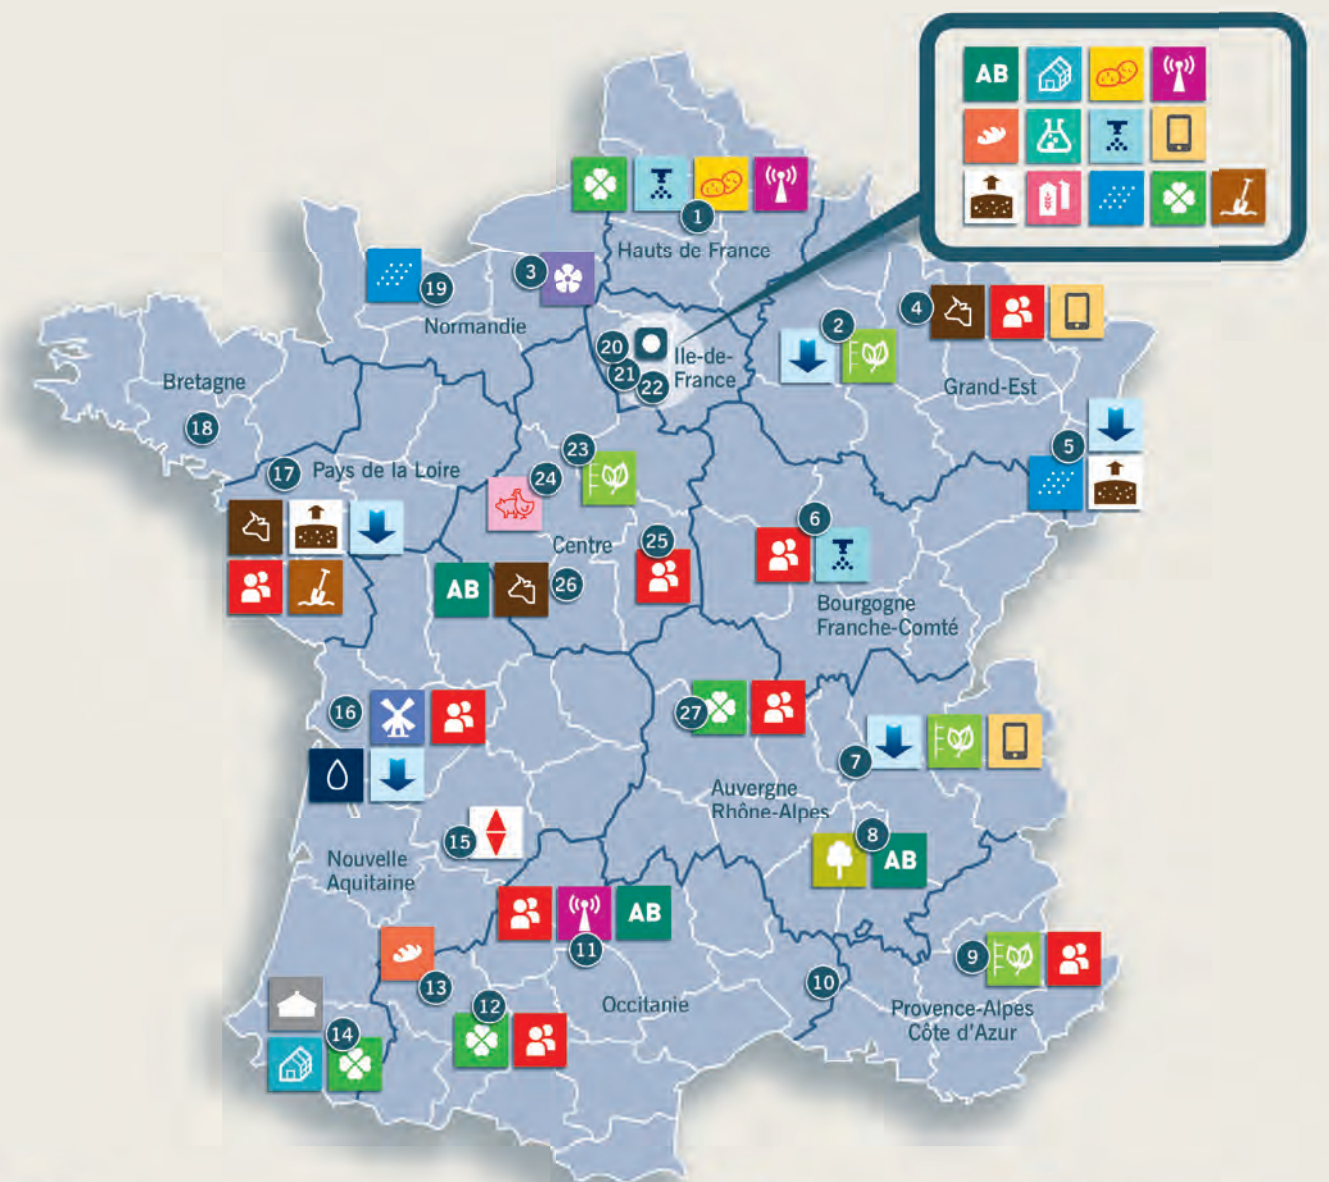 AB
1
Hauts de France
3
19
Normandie
4
2
20
Ile-de-
France
21
22
Grand-Est
Bretagne
18
5
23
17
Pays de la Loire
24
6
Centre
25
26
AB
Bourgogne
Franche-Comté
16
27
7
Auvergne
Rhône-Alpes
15
8
AB
Nouvelle
Aquitaine
AB
11
9
13
10
12
Occitanie
Provence-Alpes
Côte d'Azur
14